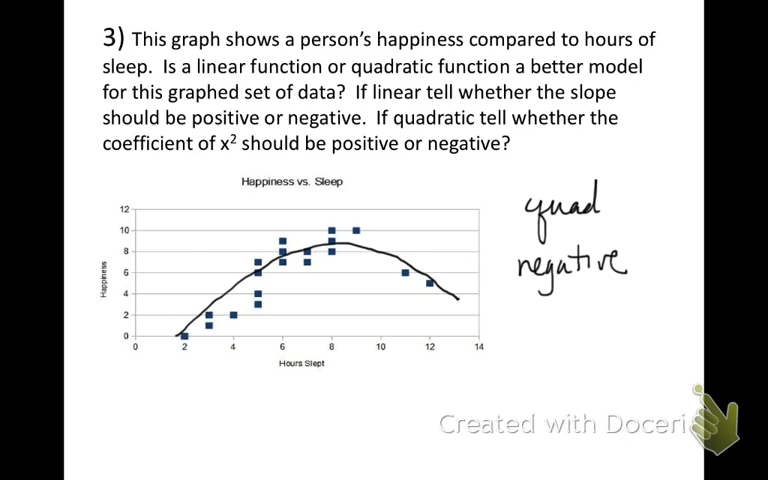 3) This graph shows a person's happiness compared to hours of
sleep. Is a linear function or quadratic function a better model
for this graphed set of data? If linear tell whether the slope
should be positive or negative. If quadratic tell whether the
coefficient of x² should be positive or negative?
Happiness vs. Sleep
12
10
8
6
4
2
0
Happiness
0 2 4 6 8 10 12 14
Hours Slept
quad
negative
Created with Doceri